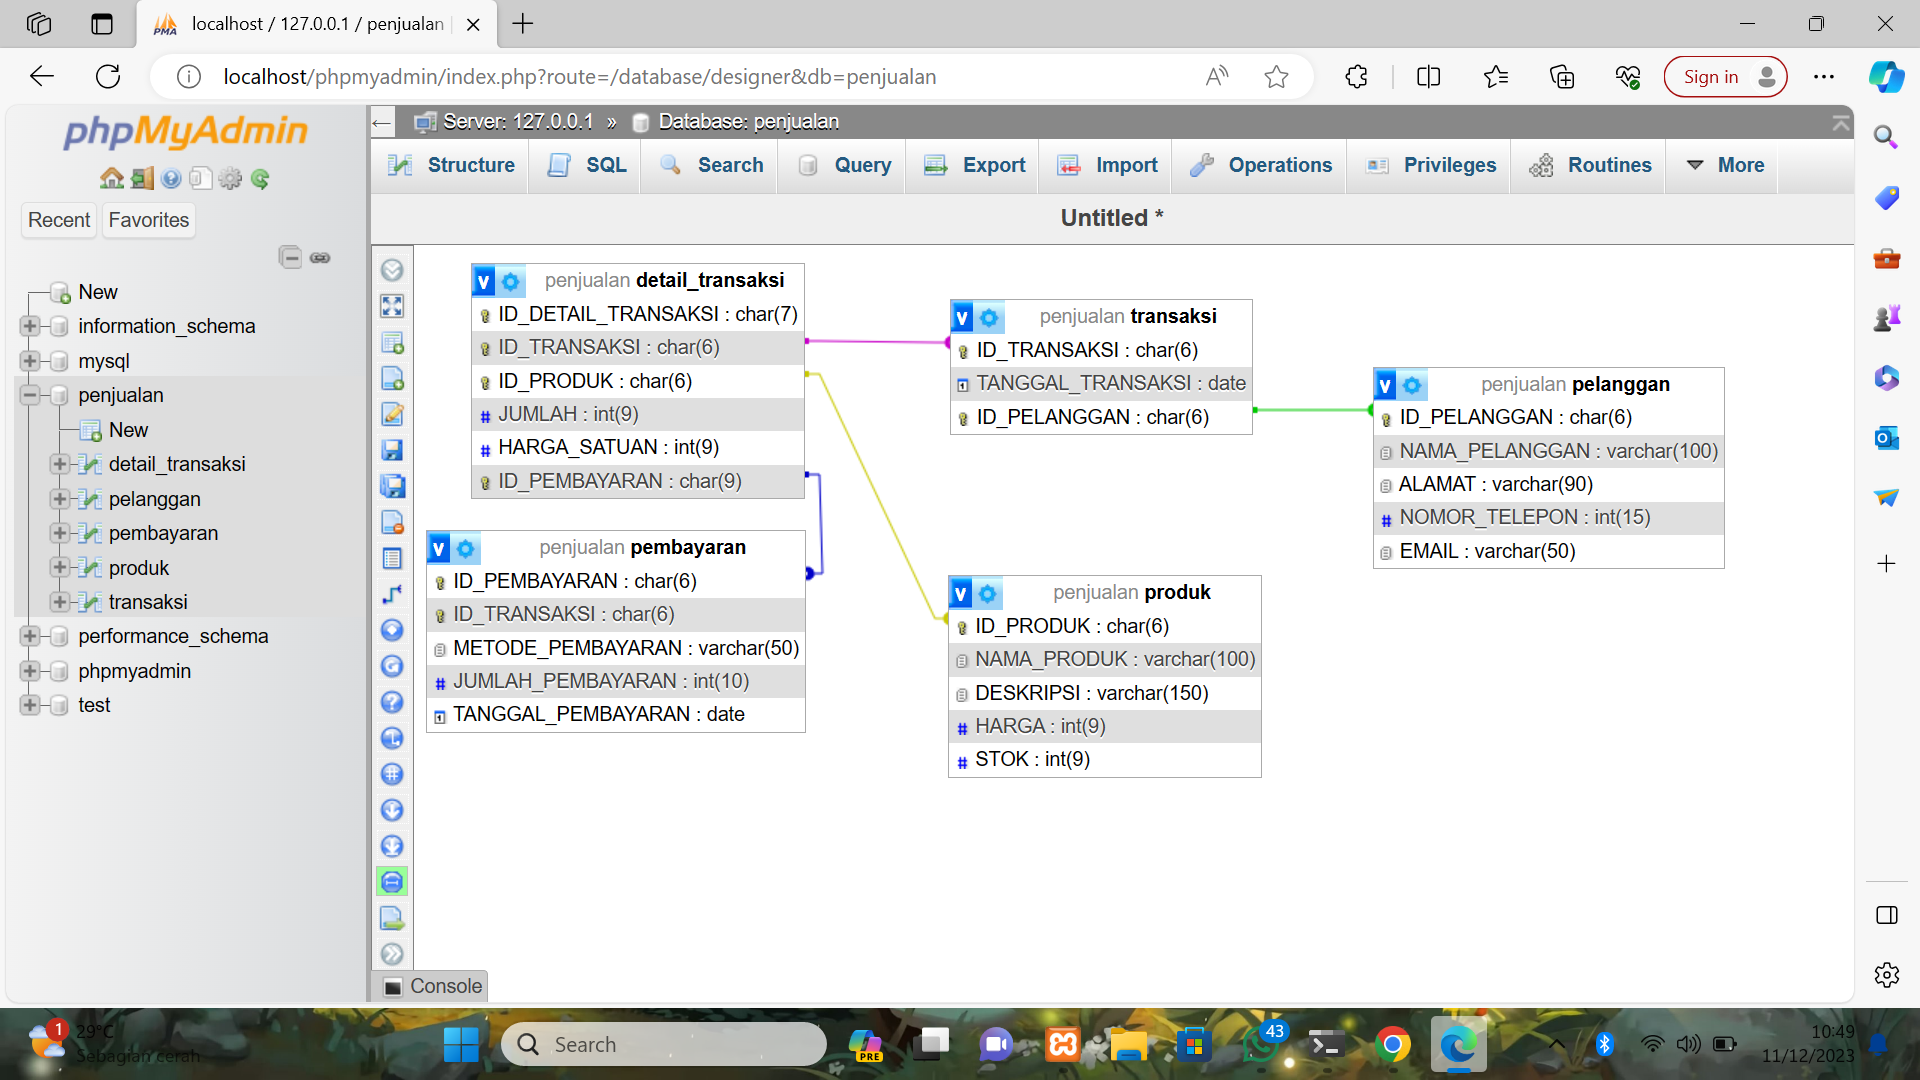 localhost / 127.0.0.1 / penjualan
localhost/phpmyadmin/index.php?route=/database/designer&db=penjualan
Sign in
phpMyAdmin
Recent
Favorites
New
information_schema
mysql
penjualan
New
detail_transaksi
pelanggan
pembayaran
produk
transaksi
performance_schema
phpmyadmin
test
Server: 127.0.0.1 » Database: penjualan
Structure
SQL
Search
Query
Export
Import
Operations
Privileges
Routines
More
Untitled *
penjualan detail_transaksi
ID_DETAIL_TRANSAKSI : char(7)
ID_TRANSAKSI : char(6)
ID_PRODUK : char(6)
JUMLAH : int(9)
HARGA_SATUAN : int(9)
ID_PEMBAYARAN : char(9)
penjualan pembayaran
ID_PEMBAYARAN : char(6)
ID_TRANSAKSI : char(6)
METODE_PEMBAYARAN : varchar(50)
JUMLAH_PEMBAYARAN : int(10)
TANGGAL_PEMBAYARAN : date
penjualan transaksi
ID_TRANSAKSI : char(6)
TANGGAL_TRANSAKSI : date
ID_PELANGGAN : char(6)
penjualan produk
ID_PRODUK : char(6)
NAMA_PRODUK : varchar(100)
DESKRIPSI : varchar(150)
HARGA : int(9)
STOK : int(9)
penjualan pelanggan
ID_PELANGGAN : char(6)
NAMA_PELANGGAN : varchar(100)
ALAMAT : varchar(90)
NOMOR_TELEPON : int(15)
EMAIL : varchar(50)
Console
1
29°C
Sebagian cerah
Search
PRE
43
10:49
11/12/2023